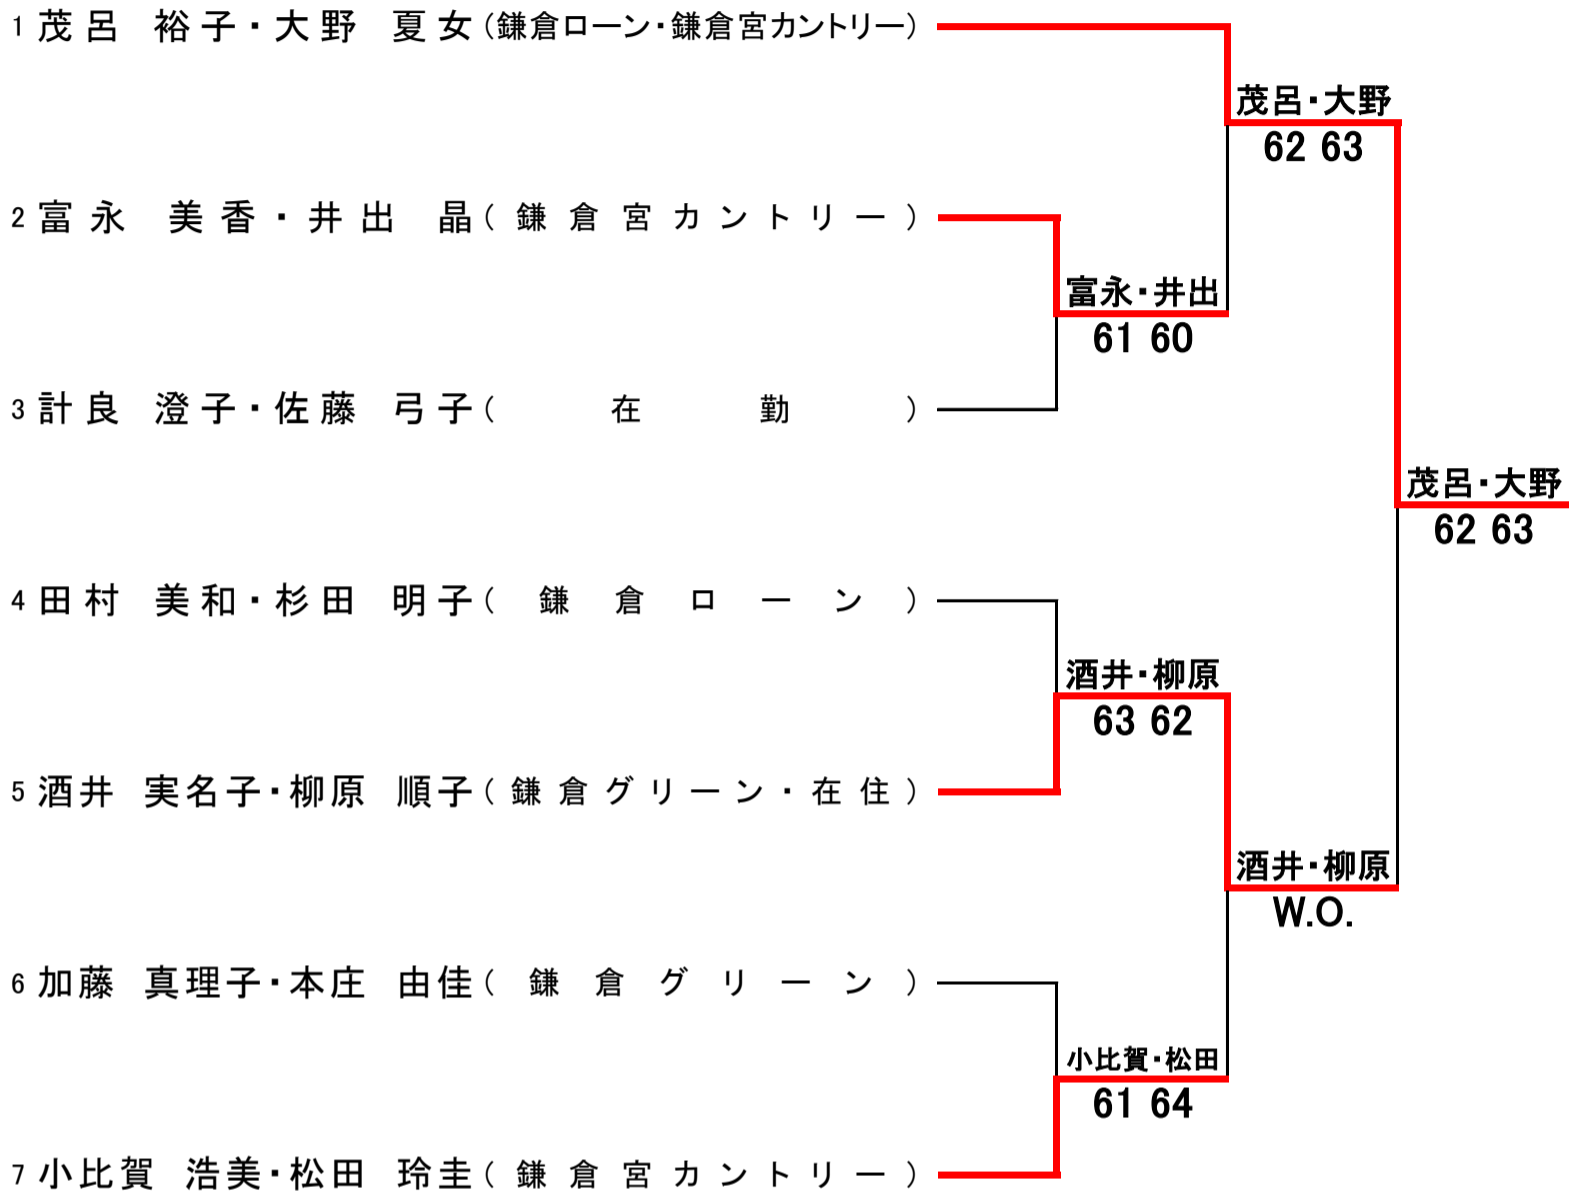 1 茂呂 裕子・大野 夏女(鎌倉ローン・鎌倉宮カントリー)
茂呂・大野
62 63
2 富永 美香・井出 晶(鎌倉宮カントリー)
富永・井出
61 60
3 計良 澄子・佐藤 弓子(在勤)
茂呂・大野
62 63
4 田村 美和・杉田 明子(鎌倉ローン)
酒井・柳原
63 62
5 酒井 実名子・柳原 順子(鎌倉グリーン・在住)
酒井・柳原
W.O.
6 加藤 真理子・本庄 由佳(鎌倉グリーン)
小比賀・松田
61 64
7 小比賀 浩美・松田 玲圭(鎌倉宮カントリー)